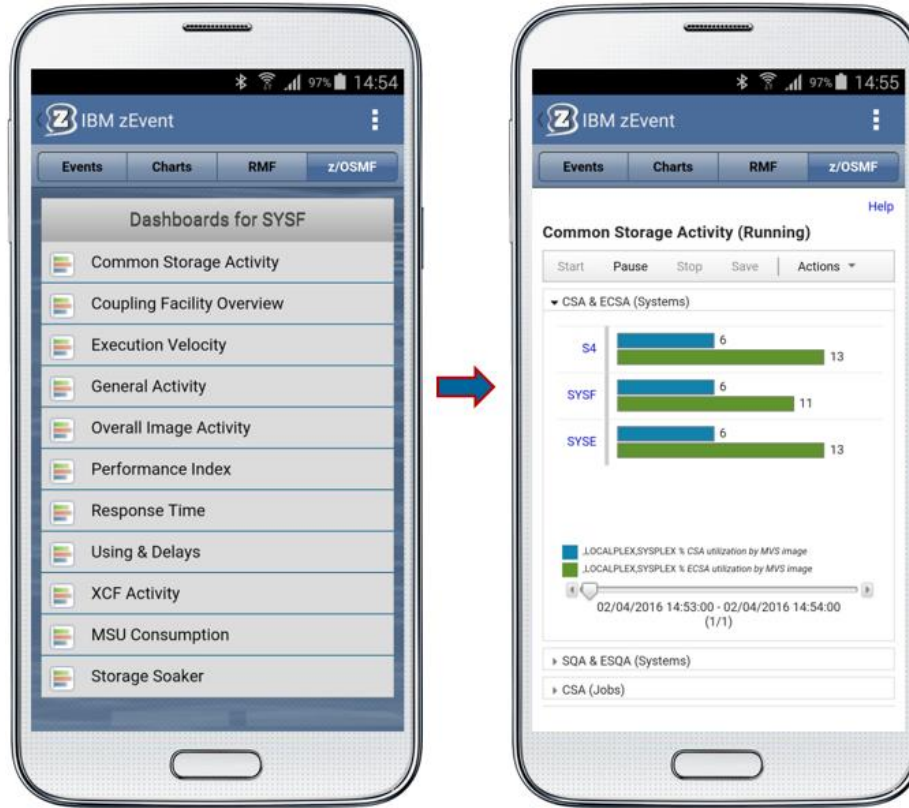 97% 14:54
IBM zEvent
Events Charts RMF z/OSMF
Dashboards for SYSF
Common Storage Activity
Coupling Facility Overview
Execution Velocity
General Activity
Overall Image Activity
Performance Index
Response Time
Using & Delays
XCF Activity
MSU Consumption
Storage Soaker
97% 14:55
IBM zEvent
Events Charts RMF z/OSMF
Help
Common Storage Activity (Running)
Start Pause Stop Save Actions
CSA & ECSA (Systems)
S4 6
13
SYSF 6
11
SYSE 6
13
,LOCALPLEX,SYSPLEX % CSA utilization by MVS image
,LOCALPLEX,SYSPLEX % ECSA utilization by MVS image
02/04/2016 14:53:00 - 02/04/2016 14:54:00
(1/1)
SQA & ESQA (Systems)
CSA (Jobs)